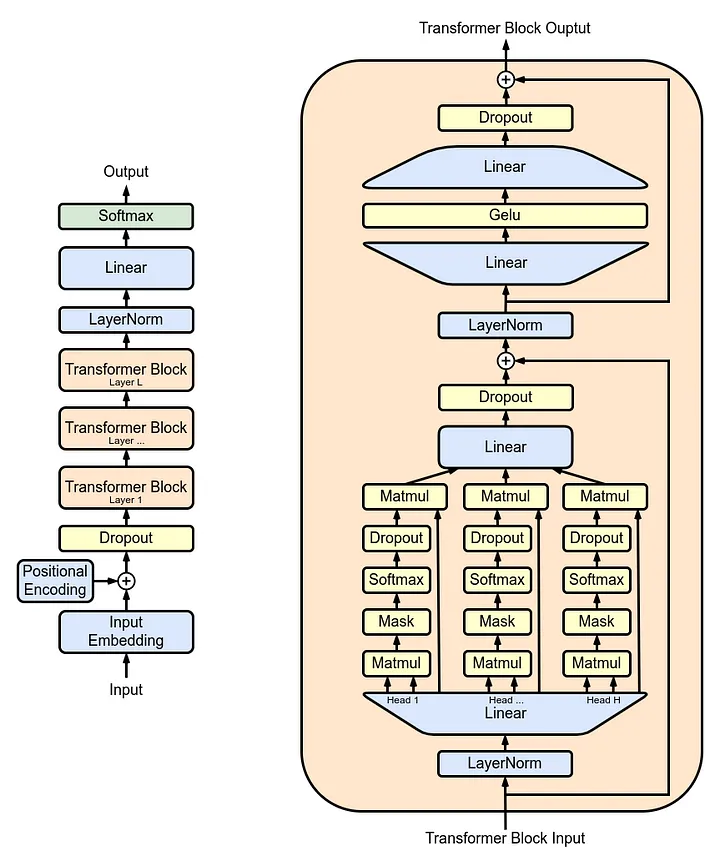 Output
Softmax
Linear
LayerNorm
Transformer Block
Layer L
Transformer Block
Layer ...
Transformer Block
Layer 1
Dropout
Positional
Encoding
+
Input
Embedding
Input
Transformer Block Ouptut
+
Dropout
Linear
Gelu
Linear
LayerNorm
+
Dropout
Linear
Matmul Matmul Matmul
Dropout Dropout Dropout
Softmax Softmax Softmax
Mask Mask Mask
Matmul Matmul Matmul
Head 1 Head ... Head H
Linear
LayerNorm
Transformer Block Input